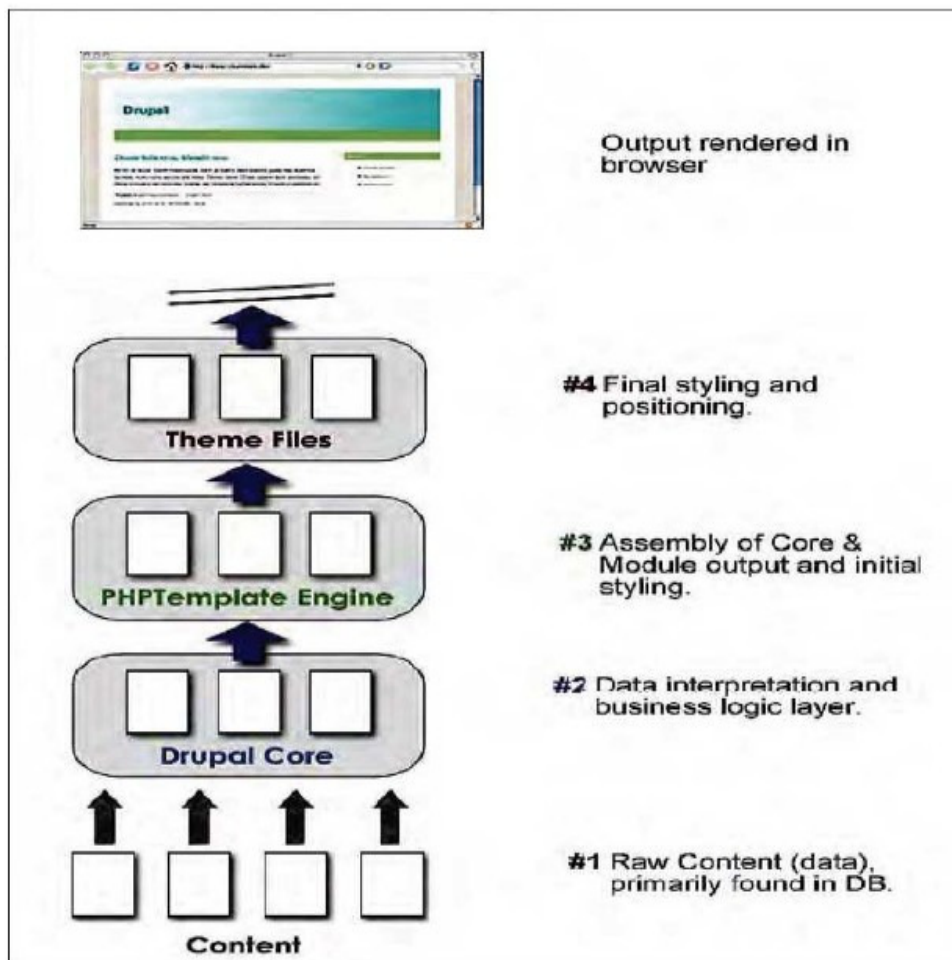 Drupal
Output rendered in
browser
#4 Final styling and
positioning.
Theme Files
#3 Assembly of Core &
Module output and initial
styling.
PHPTemplate Engine
#2 Data interpretation and
business logic layer.
Drupal Core
#1 Raw Content (data),
primarily found in DB.
Content